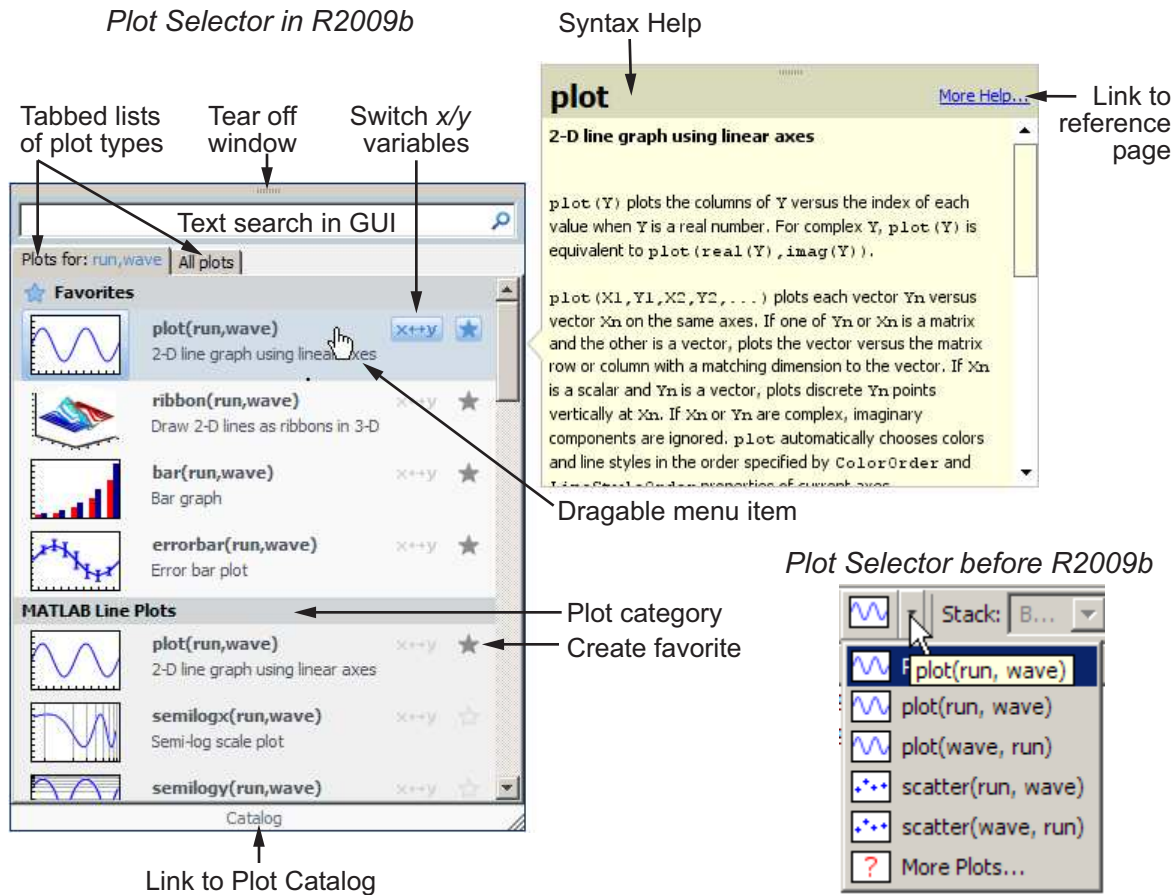 Plot Selector in R2009b
Syntax Help
Tabbed lists
of plot types
Tear off
window
Switch x/y
variables
Link to
reference
page
plot
More Help...
2-D line graph using linear axes
plot(Y) plots the columns of Y versus the index of each
value when Y is a real number. For complex Y, plot(Y) is
equivalent to plot(real(Y),imag(Y)).
plot(X1,Y1,X2,Y2,...) plots each vector Yn versus
vector Xn on the same axes. If one of Yn or Xn is a matrix
and the other is a vector, plots the vector versus the matrix
row or column with a matching dimension to the vector. If Xn
is a scalar and Yn is a vector, plots discrete Yn points
vertically at Xn. If Xn or Yn are complex, imaginary
components are ignored. plot automatically chooses colors
and line styles in the order specified by ColorOrder and
LineStyleOrder properties of current axes.
Text search in GUI
Plots for: run,wave
All plots
Favorites
plot(run,wave)
x↔y
2-D line graph using linear axes
ribbon(run,wave)
x↔y
Draw 2-D lines as ribbons in 3-D
bar(run,wave)
x↔y
Bar graph
errorbar(run,wave)
x↔y
Error bar plot
MATLAB Line Plots
plot(run,wave)
x↔y
2-D line graph using linear axes
semilogx(run,wave)
x↔y
Semi-log scale plot
semilogy(run,wave)
x↔y
Catalog
Dragable menu item
Plot category
Create favorite
Link to Plot Catalog
Plot Selector before R2009b
Stack: B...
plot(run, wave)
plot(run, wave)
plot(wave, run)
scatter(run, wave)
scatter(wave, run)
? More Plots...